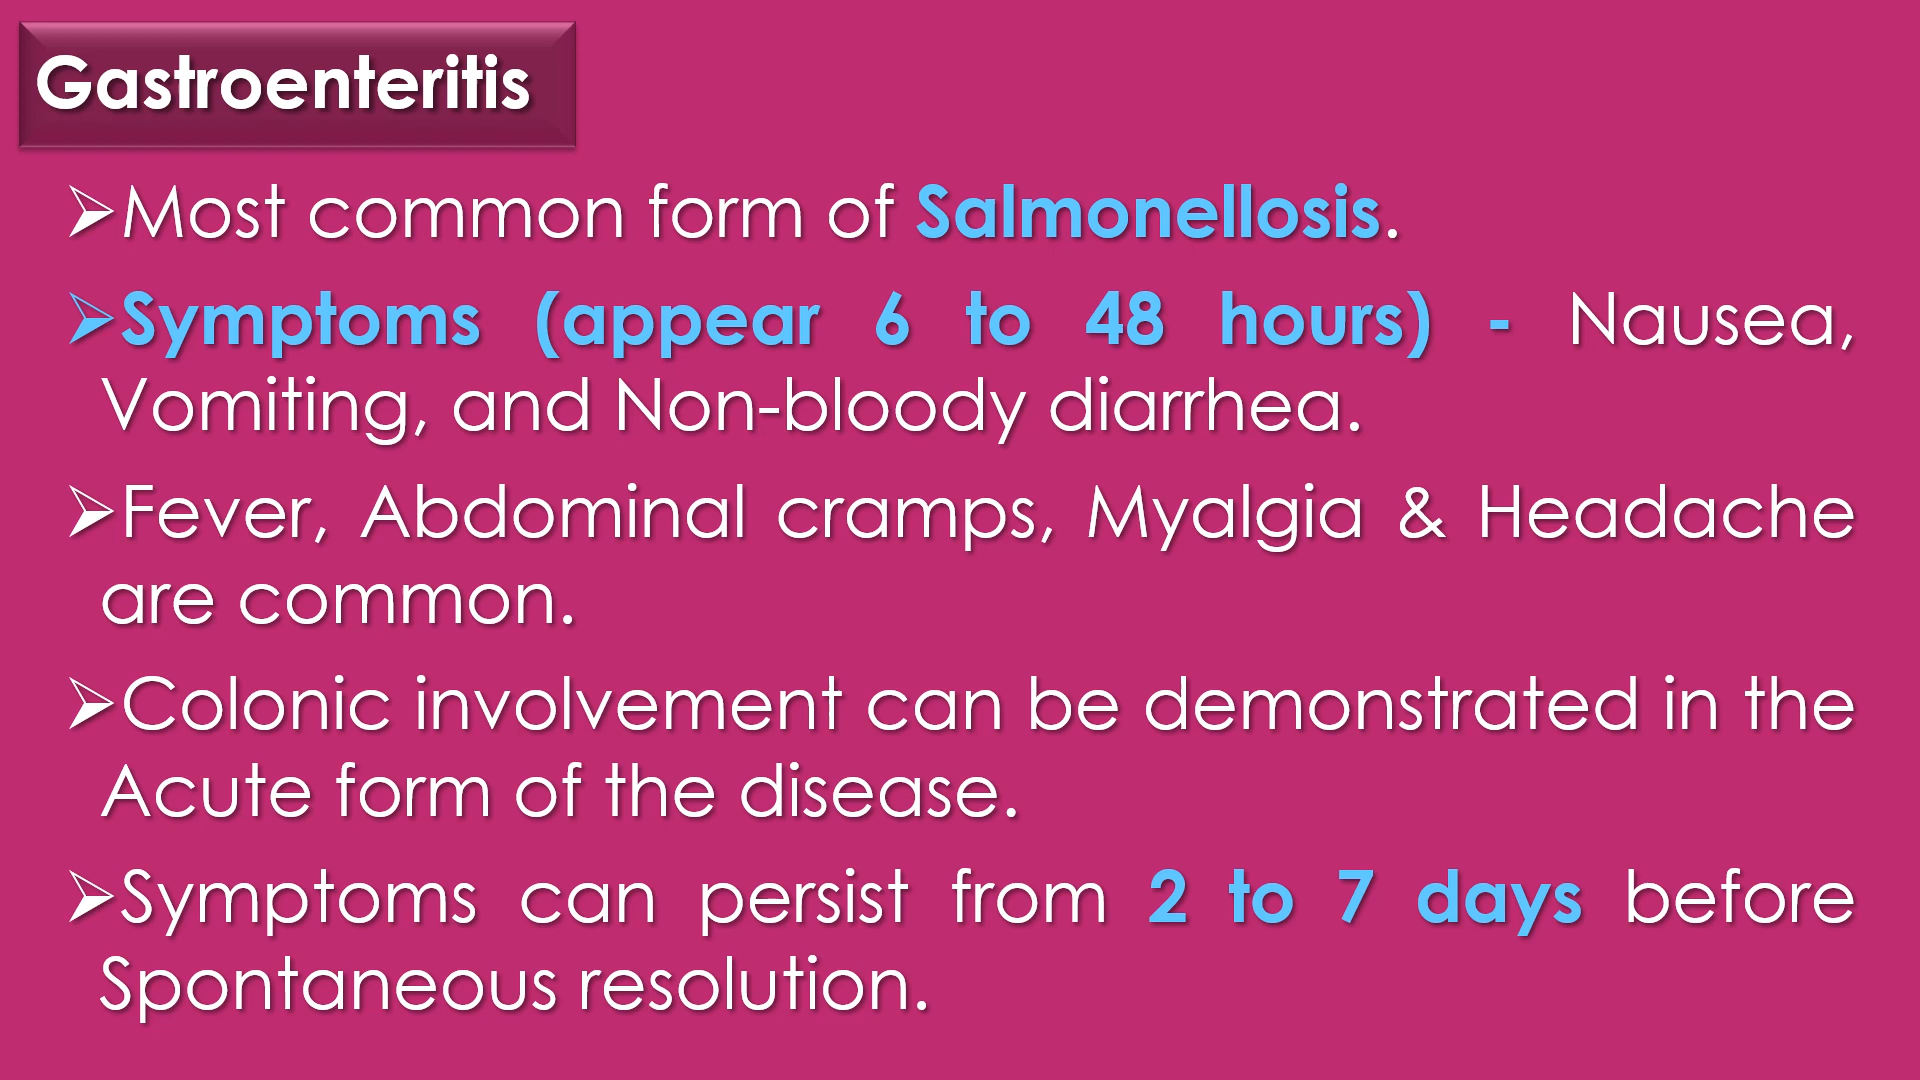 Gastroenteritis
➢Most common form of Salmonellosis.
➢Symptoms (appear 6 to 48 hours) - Nausea,
Vomiting, and Non-bloody diarrhea.
➢Fever, Abdominal cramps, Myalgia & Headache
are common.
➢Colonic involvement can be demonstrated in the
Acute form of the disease.
➢Symptoms can persist from 2 to 7 days before
Spontaneous resolution.